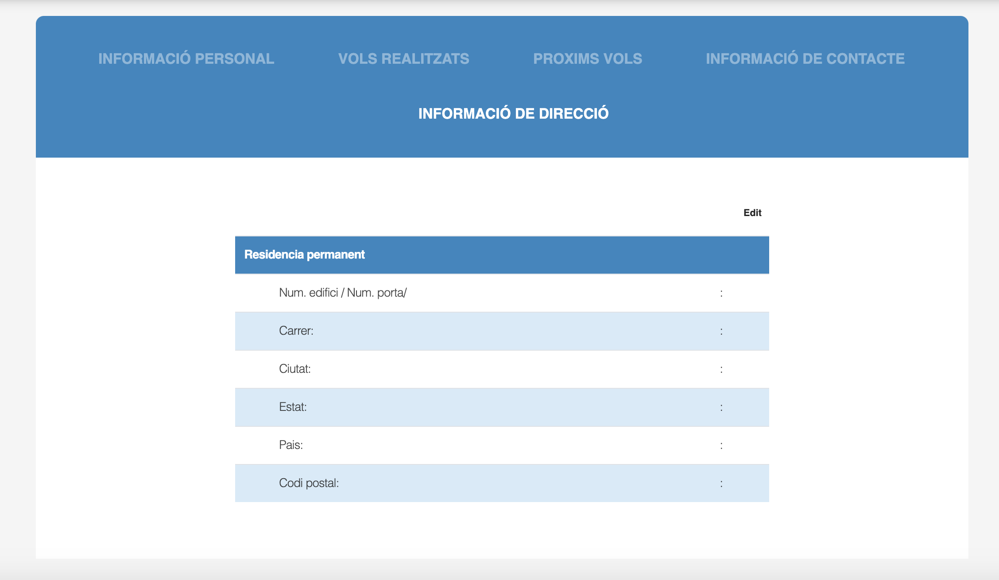 INFORMACIÓ PERSONAL VOLS REALITZATS PROXIMS VOLS INFORMACIÓ DE CONTACTE
INFORMACIÓ DE DIRECCIÓ
Edit
Residencia permanent
Num. edifici / Num. porta/ :
Carrer: :
Ciutat: :
Estat: :
Pais: :
Codi postal: :